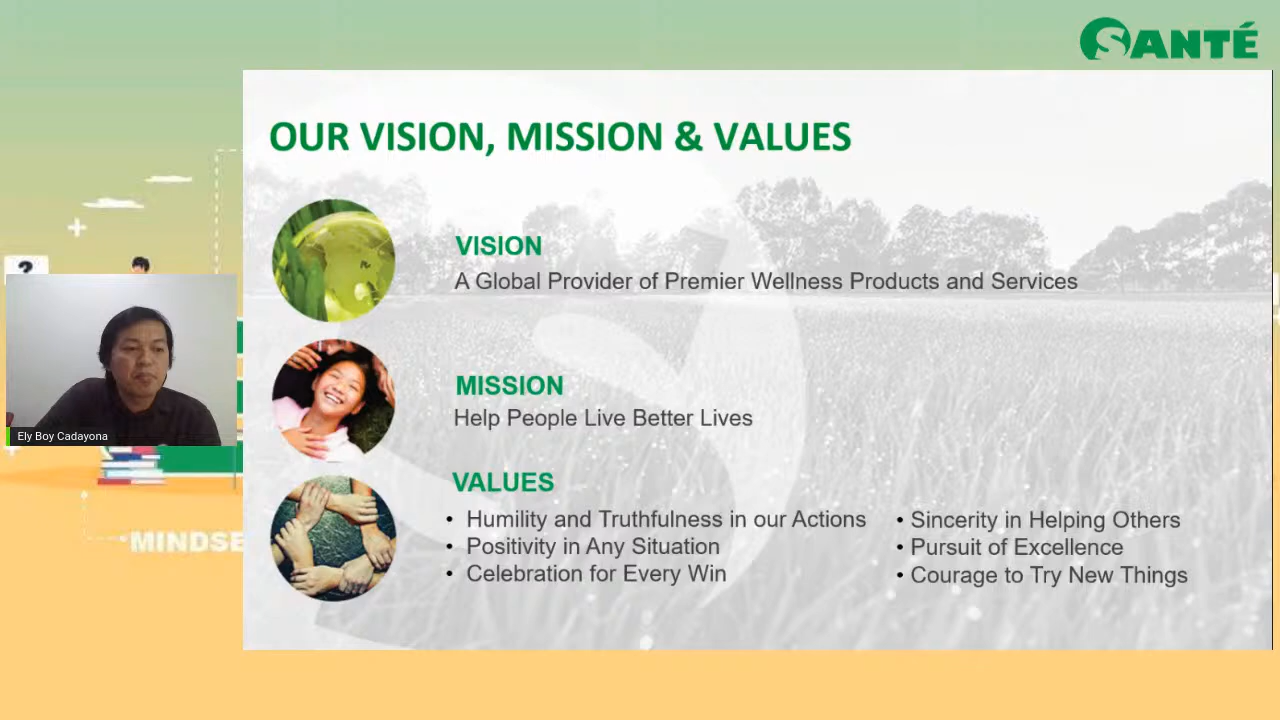 SANTÉ
OUR VISION, MISSION & VALUES
VISION
A Global Provider of Premier Wellness Products and Services
?
MISSION
Help People Live Better Lives
Ely Boy Cadayona
VALUES
• Humility and Truthfulness in our Actions
• Positivity in Any Situation
• Celebration for Every Win
• Sincerity in Helping Others
• Pursuit of Excellence
• Courage to Try New Things
MINDSE